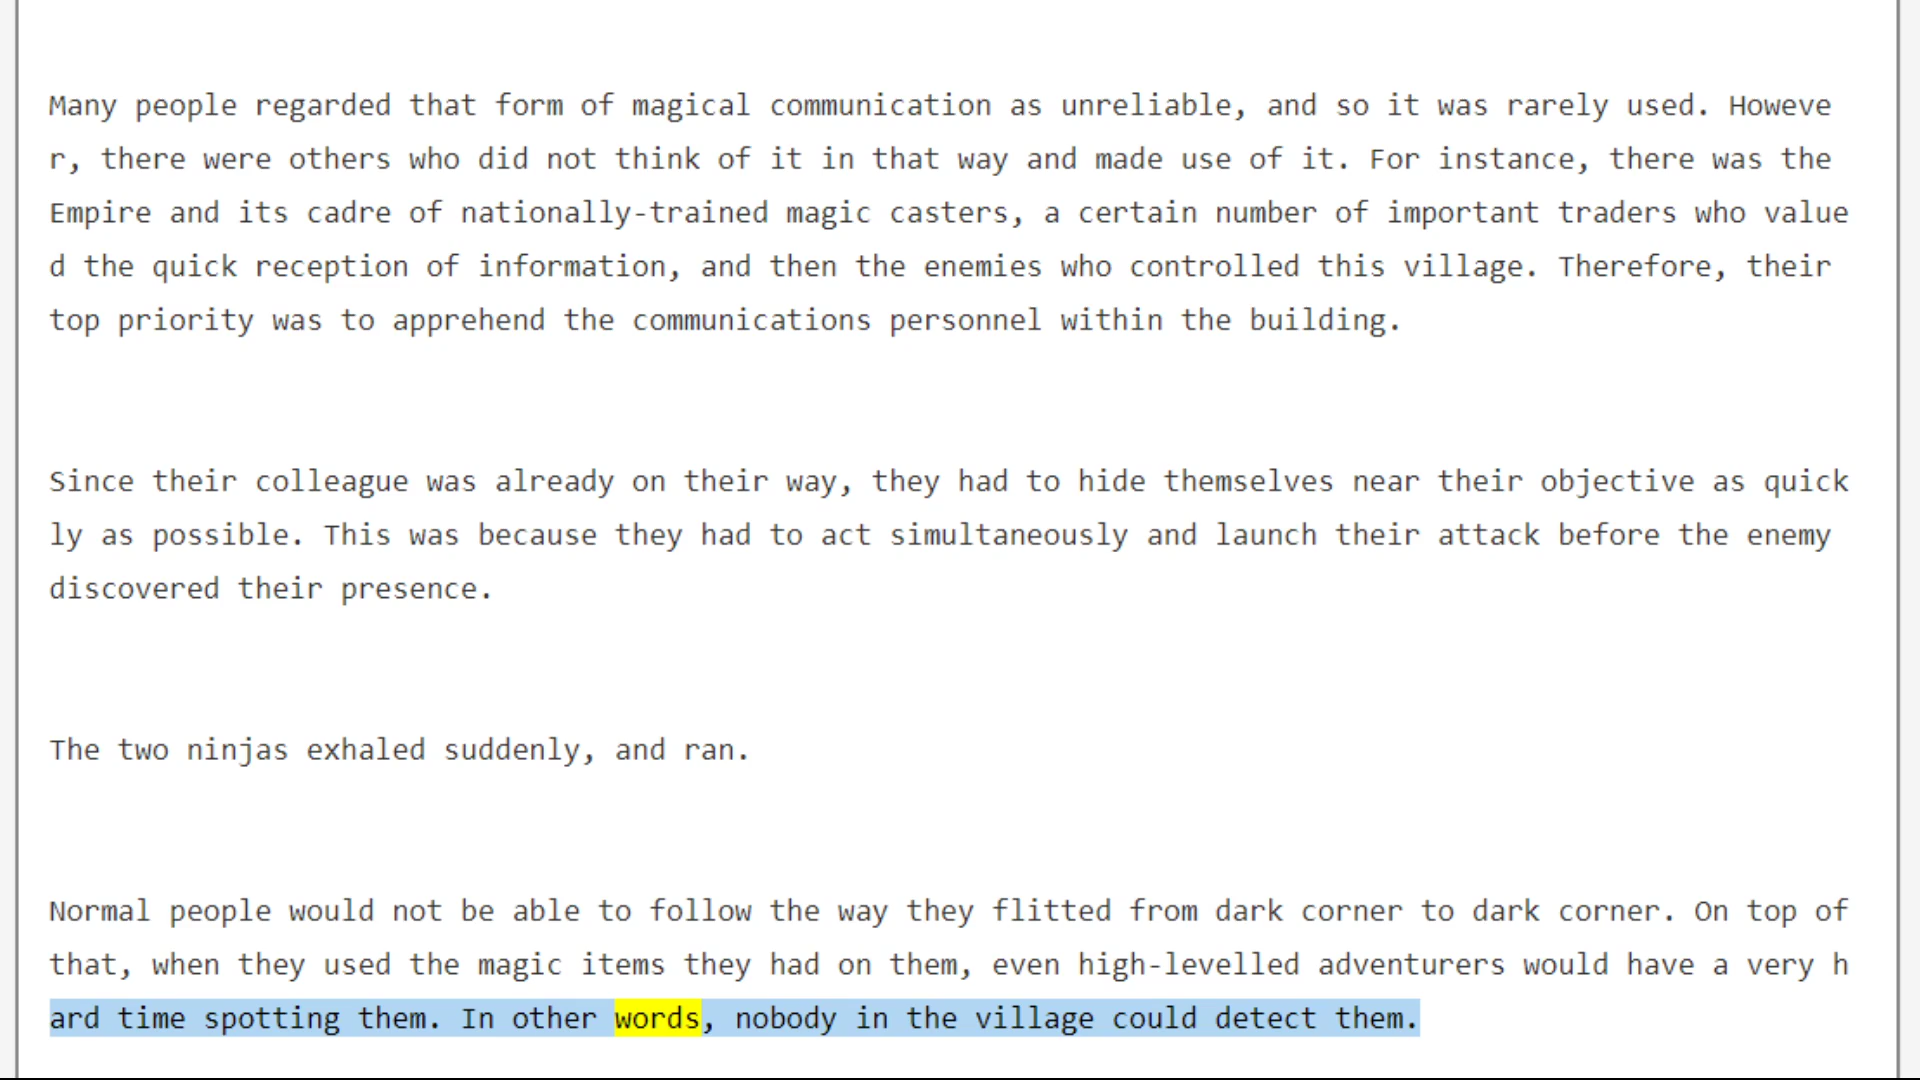 Many people regarded that form of magical communication as unreliable, and so it was rarely used. Howeve
r, there were others who did not think of it in that way and made use of it. For instance, there was the
Empire and its cadre of nationally-trained magic casters, a certain number of important traders who value
d the quick reception of information, and then the enemies who controlled this village. Therefore, their
top priority was to apprehend the communications personnel within the building.
Since their colleague was already on their way, they had to hide themselves near their objective as quick
ly as possible. This was because they had to act simultaneously and launch their attack before the enemy
discovered their presence.
The two ninjas exhaled suddenly, and ran.
Normal people would not be able to follow the way they flitted from dark corner to dark corner. On top of
that, when they used the magic items they had on them, even high-levelled adventurers would have a very h
ard time spotting them. In other words, nobody in the village could detect them.